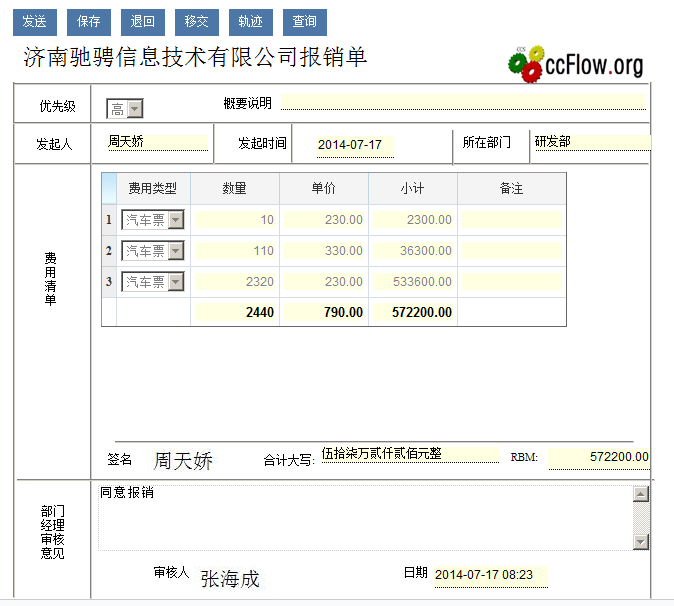 发送 保存 退回 移交 轨迹 查询
济南驰骋信息技术有限公司报销单
ccs ccFlow.org
优先级 高 概要说明
发起人 周天娇 发起时间 2014-07-17 所在部门 研发部
费用类型 数量 单价 小计 备注
1 汽车票 10 230.00 2300.00
2 汽车票 110 330.00 36300.00
3 汽车票 2320 230.00 533600.00
2440 790.00 572200.00
费用清单
签名 周天娇 合计大写: 伍拾柒万贰仟贰佰元整 RBM: 572200.00
同意报销
部门
经理
审核
意见
审核人 张海成 日期 2014-07-17 08:23